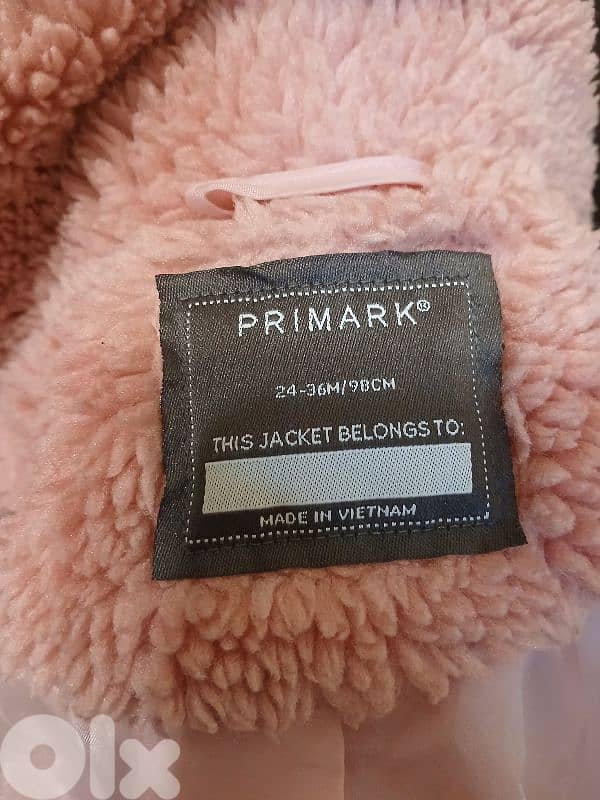 PRIMARK®
24-36M/98CM
THIS JACKET BELONGS TO:
MADE IN VIETNAM
Olx